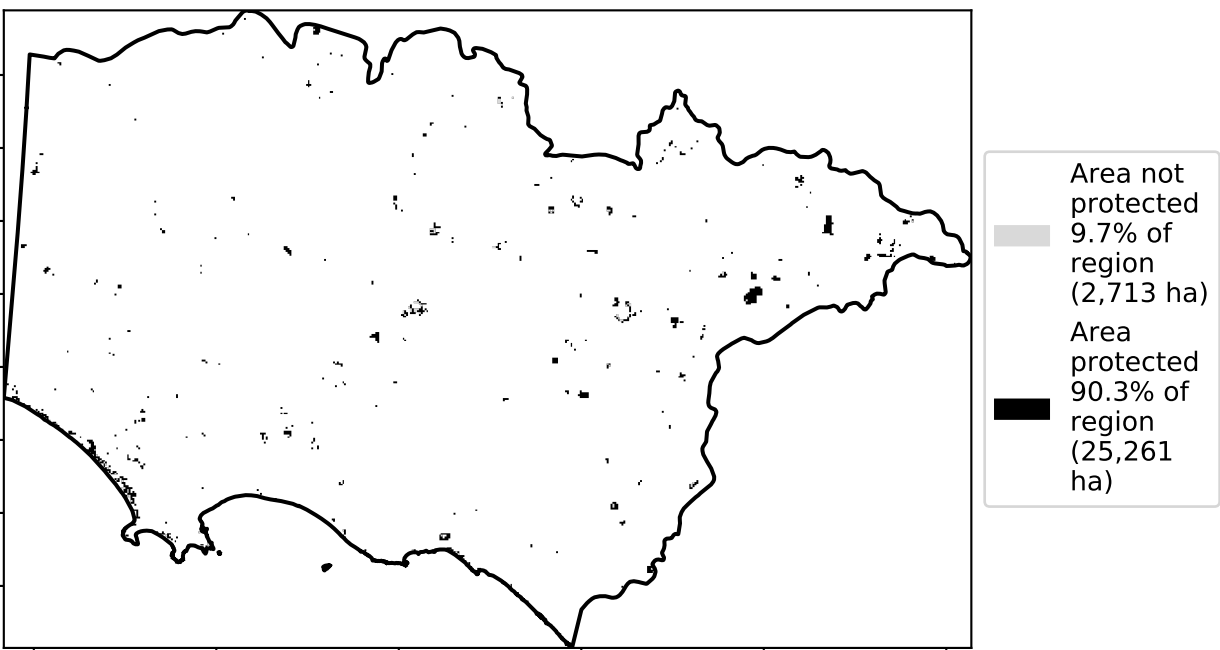 Area not
protected
9.7% of
region
(2,713 ha)
Area
protected
90.3% of
region
(25,261
ha)